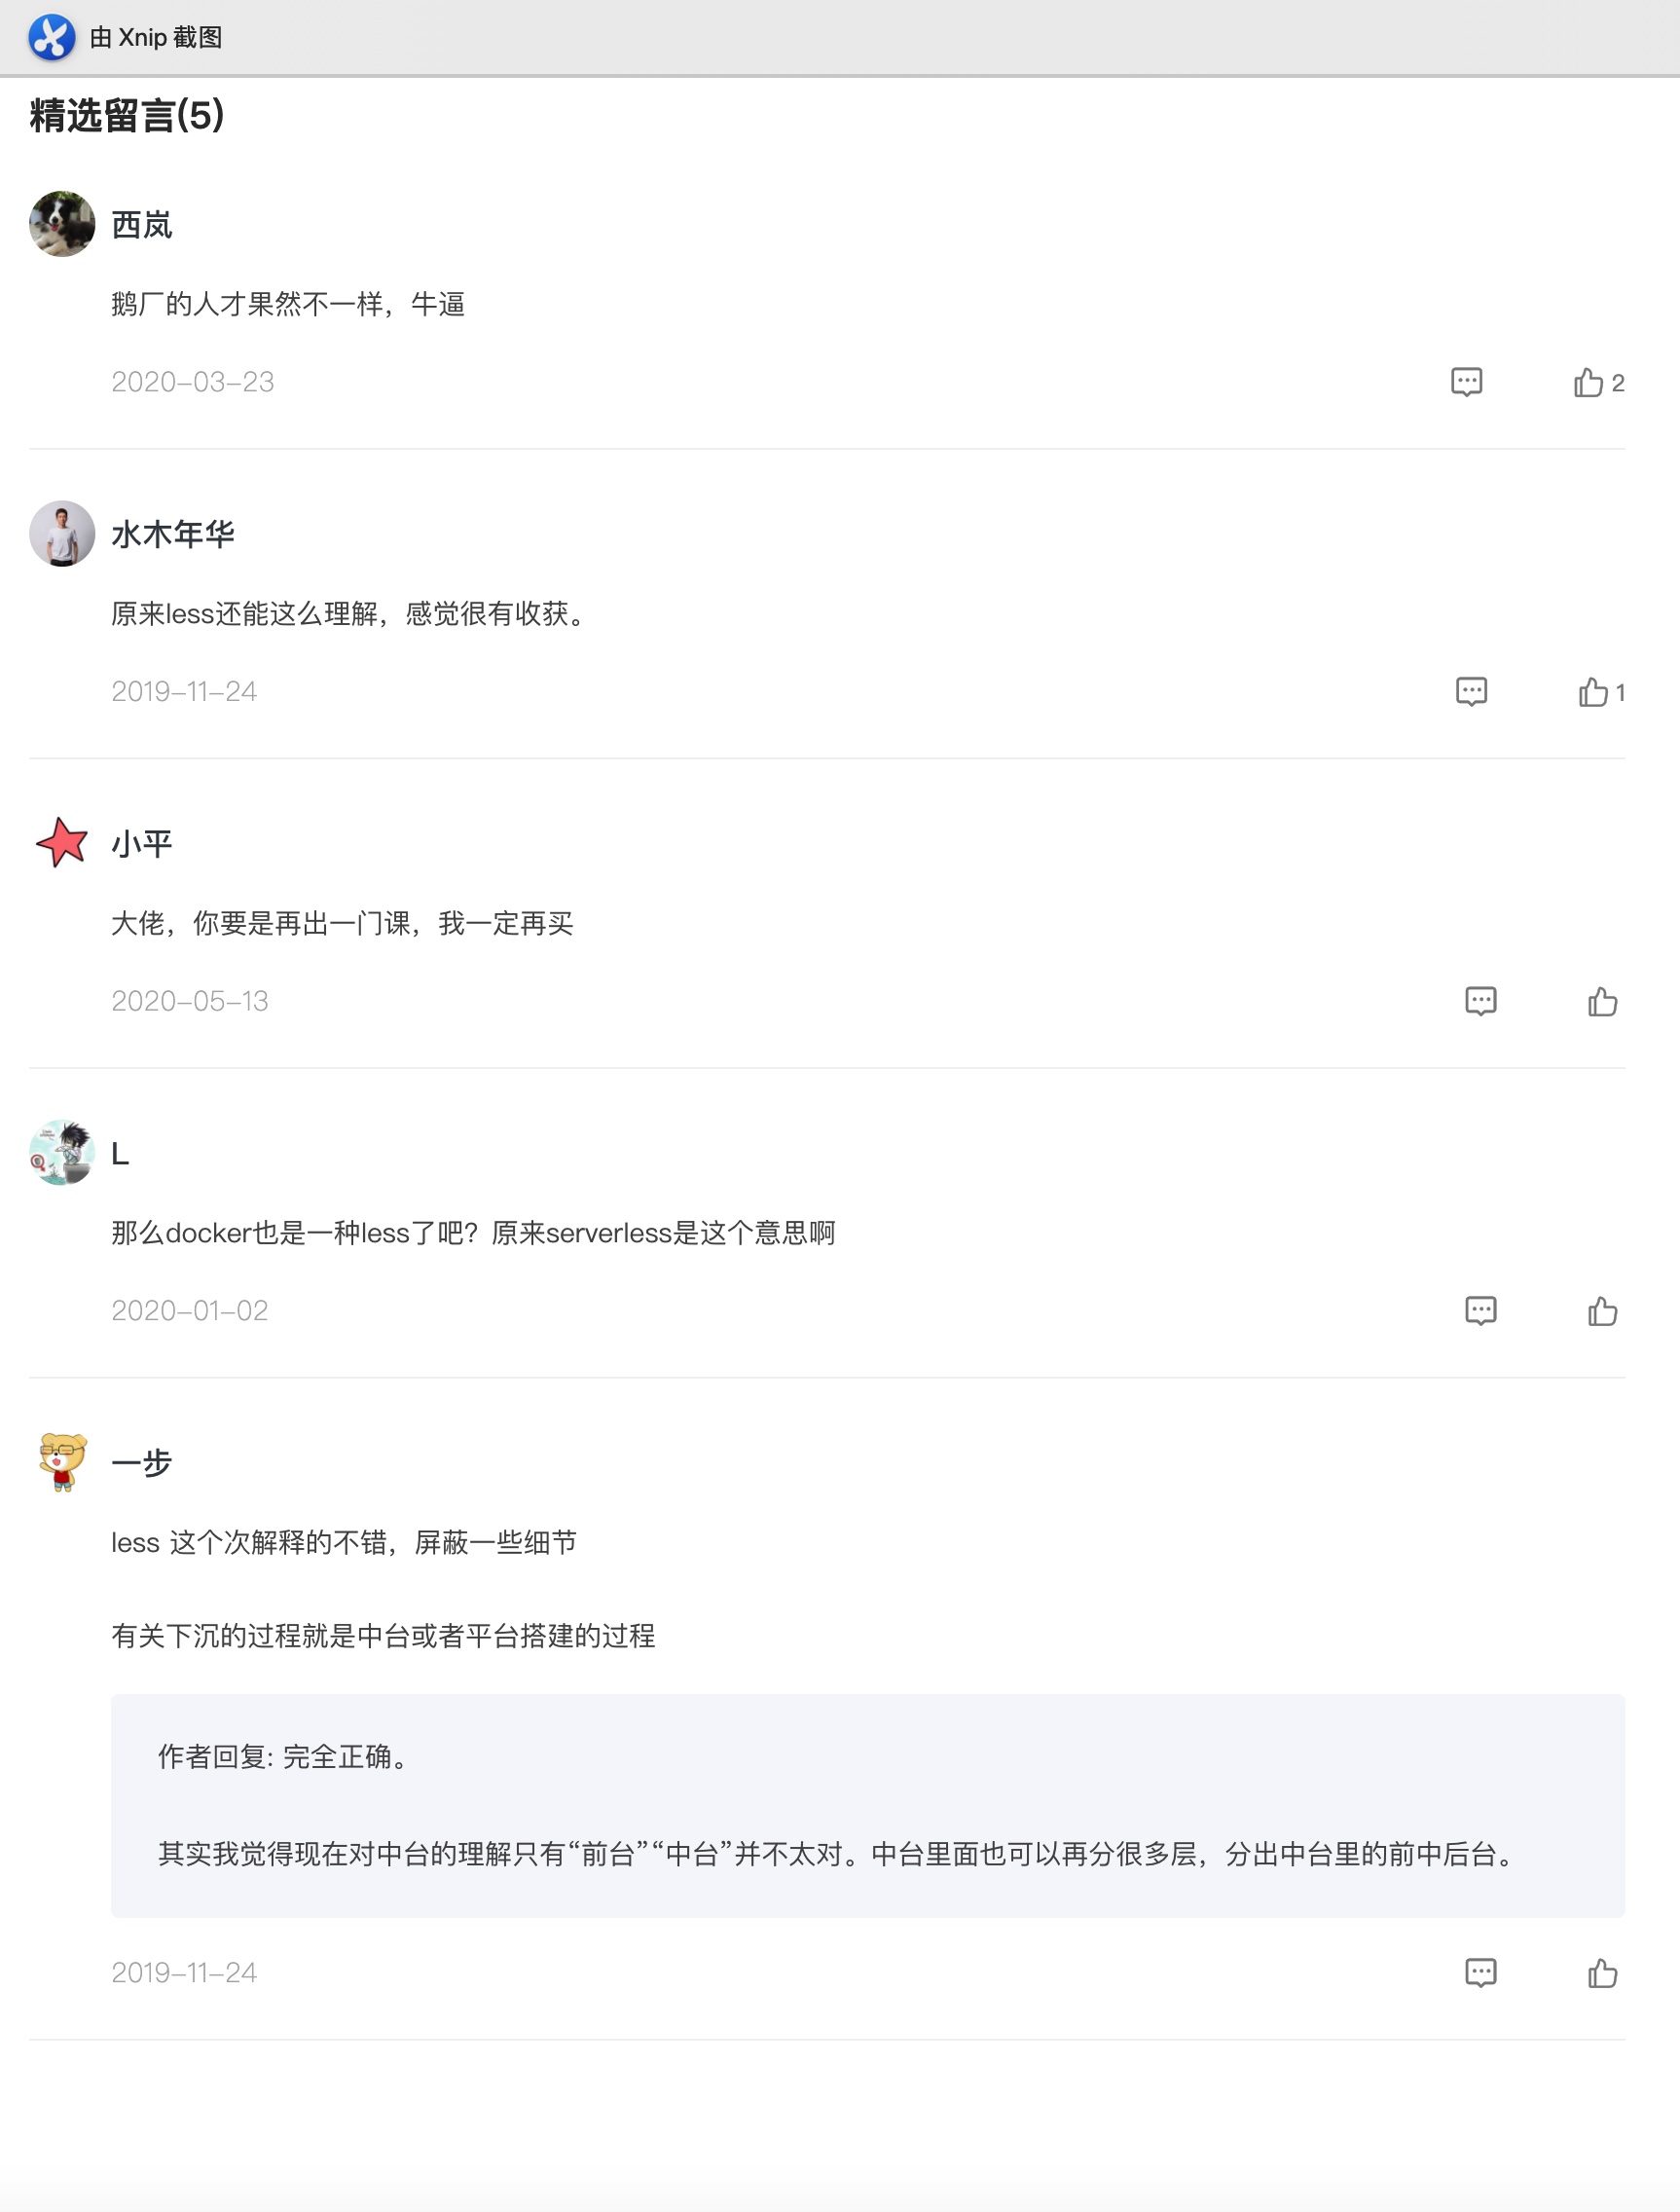 由 Xnip 截图
精选留言(5)
西岚
鹅厂的人才果然不一样，牛逼
2020-03-23
2
水木年华
原来less还能这么理解，感觉很有收获。
2019-11-24
1
小平
大佬，你要是再出一门课，我一定再买
2020-05-13
L
那么docker也是一种less了吧？原来serverless是这个意思啊
2020-01-02
一步
less 这个次解释的不错，屏蔽一些细节
有关下沉的过程就是中台或者平台搭建的过程
作者回复: 完全正确。
其实我觉得现在对中台的理解只有“前台”“中台”并不太对。中台里面也可以再分很多层，分出中台里的前中后台。
2019-11-24